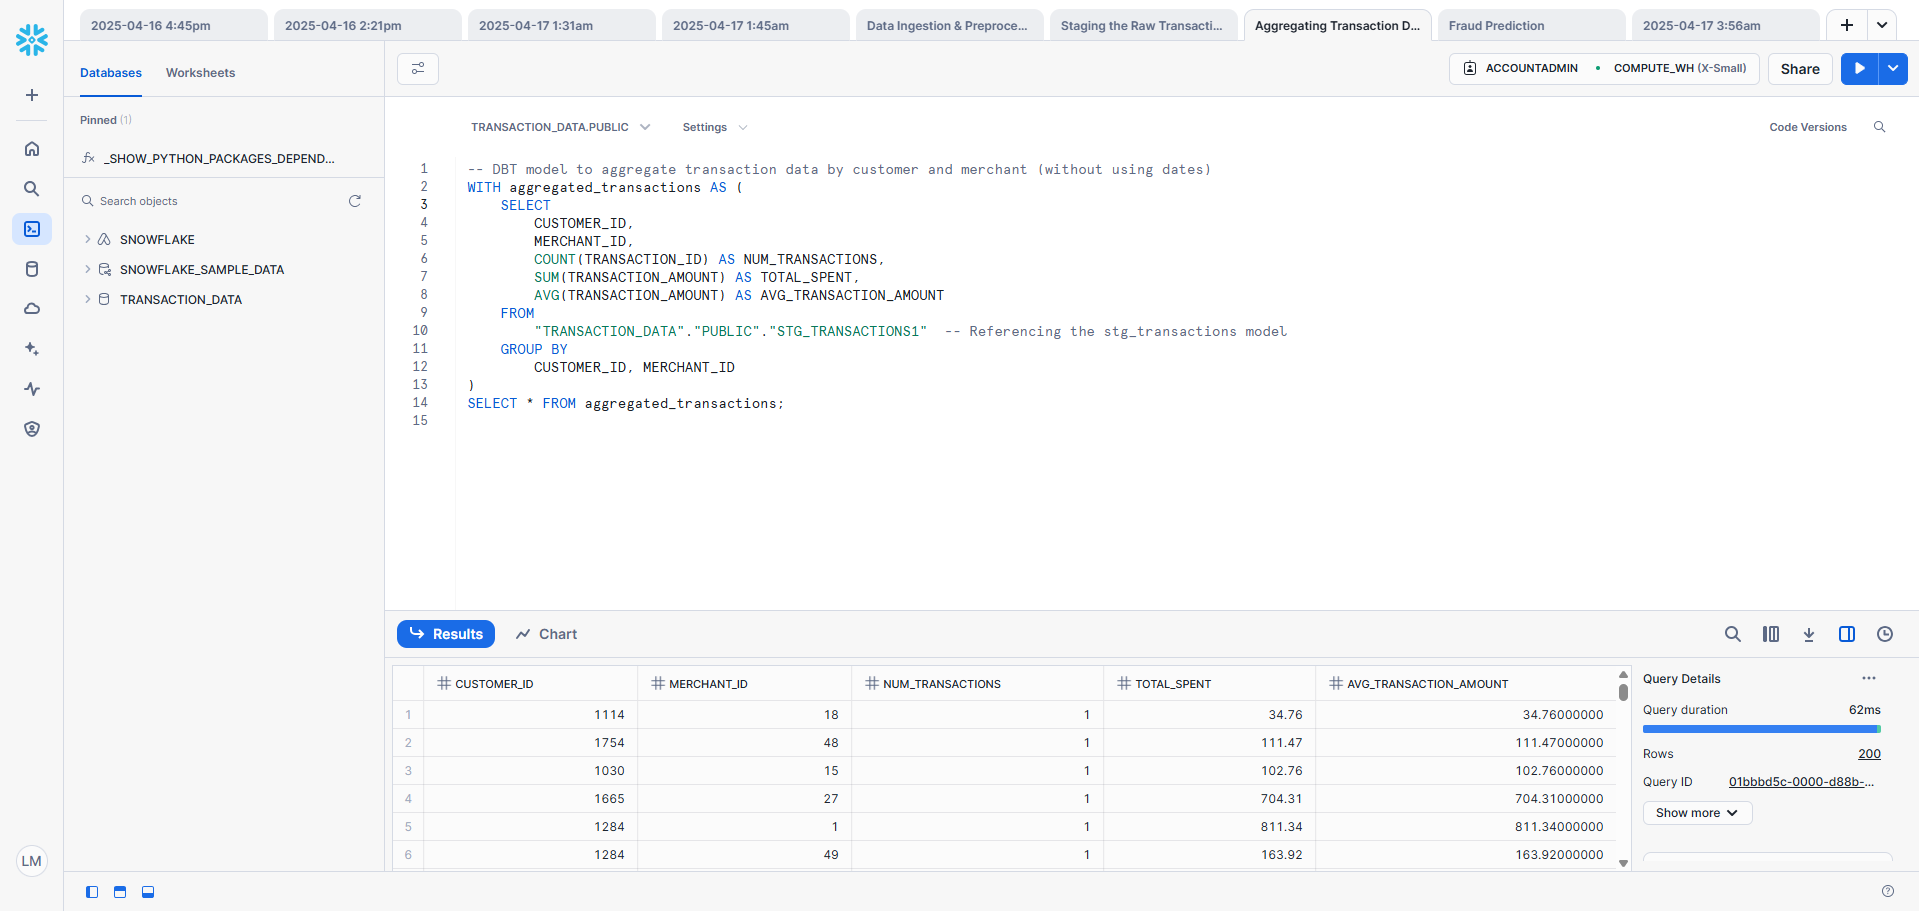 2025-04-16 4:45pm
2025-04-16 2:21pm
2025-04-17 1:31am
2025-04-17 1:45am
Data Ingestion & Preproce...
Staging the Raw Transacti...
Aggregating Transaction D...
Fraud Prediction
2025-04-17 3:56am
Databases
Worksheets
ACCOUNTADMIN
COMPUTE_WH (X-Small)
Share
Pinned (1)
_SHOW_PYTHON_PACKAGES_DEPEND...
Search objects
SNOWFLAKE
SNOWFLAKE_SAMPLE_DATA
TRANSACTION_DATA
LM
TRANSACTION_DATA.PUBLIC
Settings
Code Versions
1 -- DBT model to aggregate transaction data by customer and merchant (without using dates)
2 WITH aggregated_transactions AS (
3 SELECT
4 CUSTOMER_ID,
5 MERCHANT_ID,
6 COUNT(TRANSACTION_ID) AS NUM_TRANSACTIONS,
7 SUM(TRANSACTION_AMOUNT) AS TOTAL_SPENT,
8 AVG(TRANSACTION_AMOUNT) AS AVG_TRANSACTION_AMOUNT
9 FROM
10 "TRANSACTION_DATA"."PUBLIC"."STG_TRANSACTIONS1" -- Referencing the stg_transactions model
11 GROUP BY
12 CUSTOMER_ID, MERCHANT_ID
13 )
14 SELECT * FROM aggregated_transactions;
15
Results
Chart
CUSTOMER_ID MERCHANT_ID NUM_TRANSACTIONS TOTAL_SPENT AVG_TRANSACTION_AMOUNT
1 1114 18 1 34.76 34.76000000
2 1754 48 1 111.47 111.47000000
3 1030 15 1 102.76 102.76000000
4 1665 27 1 704.31 704.31000000
5 1284 1 1 811.34 811.34000000
6 1284 49 1 163.92 163.92000000
Query Details
Query duration 62ms
Rows 200
Query ID 01bbbd5c-0000-d88b-...
Show more